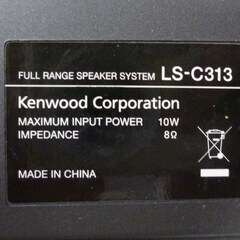 FULL RANGE SPEAKER SYSTEM LS-C313
Kenwood Corporation
MAXIMUM INPUT POWER 10W
IMPEDANCE 8Ω
MADE IN CHINA